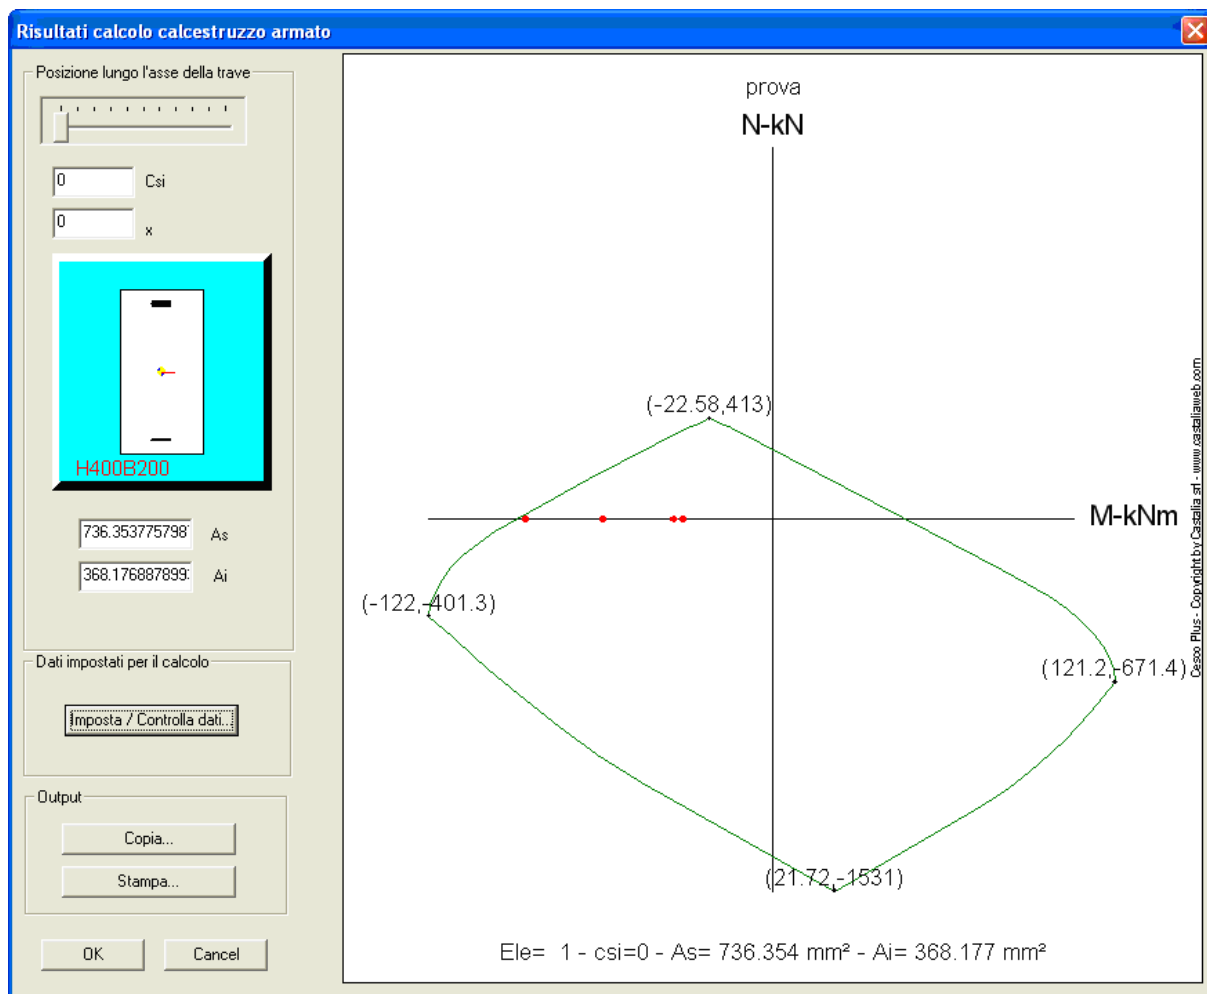 Risultati calcolo calcestruzzo armato
Posizione lungo l'asse della trave
0 Csi
0 x
H400B200
736.353775798 As
368.176887899 Ai
Dati impostati per il calcolo
Imposta / Controlla dati...
Output
Copia...
Stampa...
OK Cancel
prova
N-kN
(-22.58,413)
M-kNm
(-122,-401.3)
(121.2,-671.4)
(21.72,-1531)
Ele= 1 - csi=0 - As= 736.354 mm² - Ai= 368.177 mm²
Cesco Plus - Copyright by Castalia srl - www.castaliaweb.com